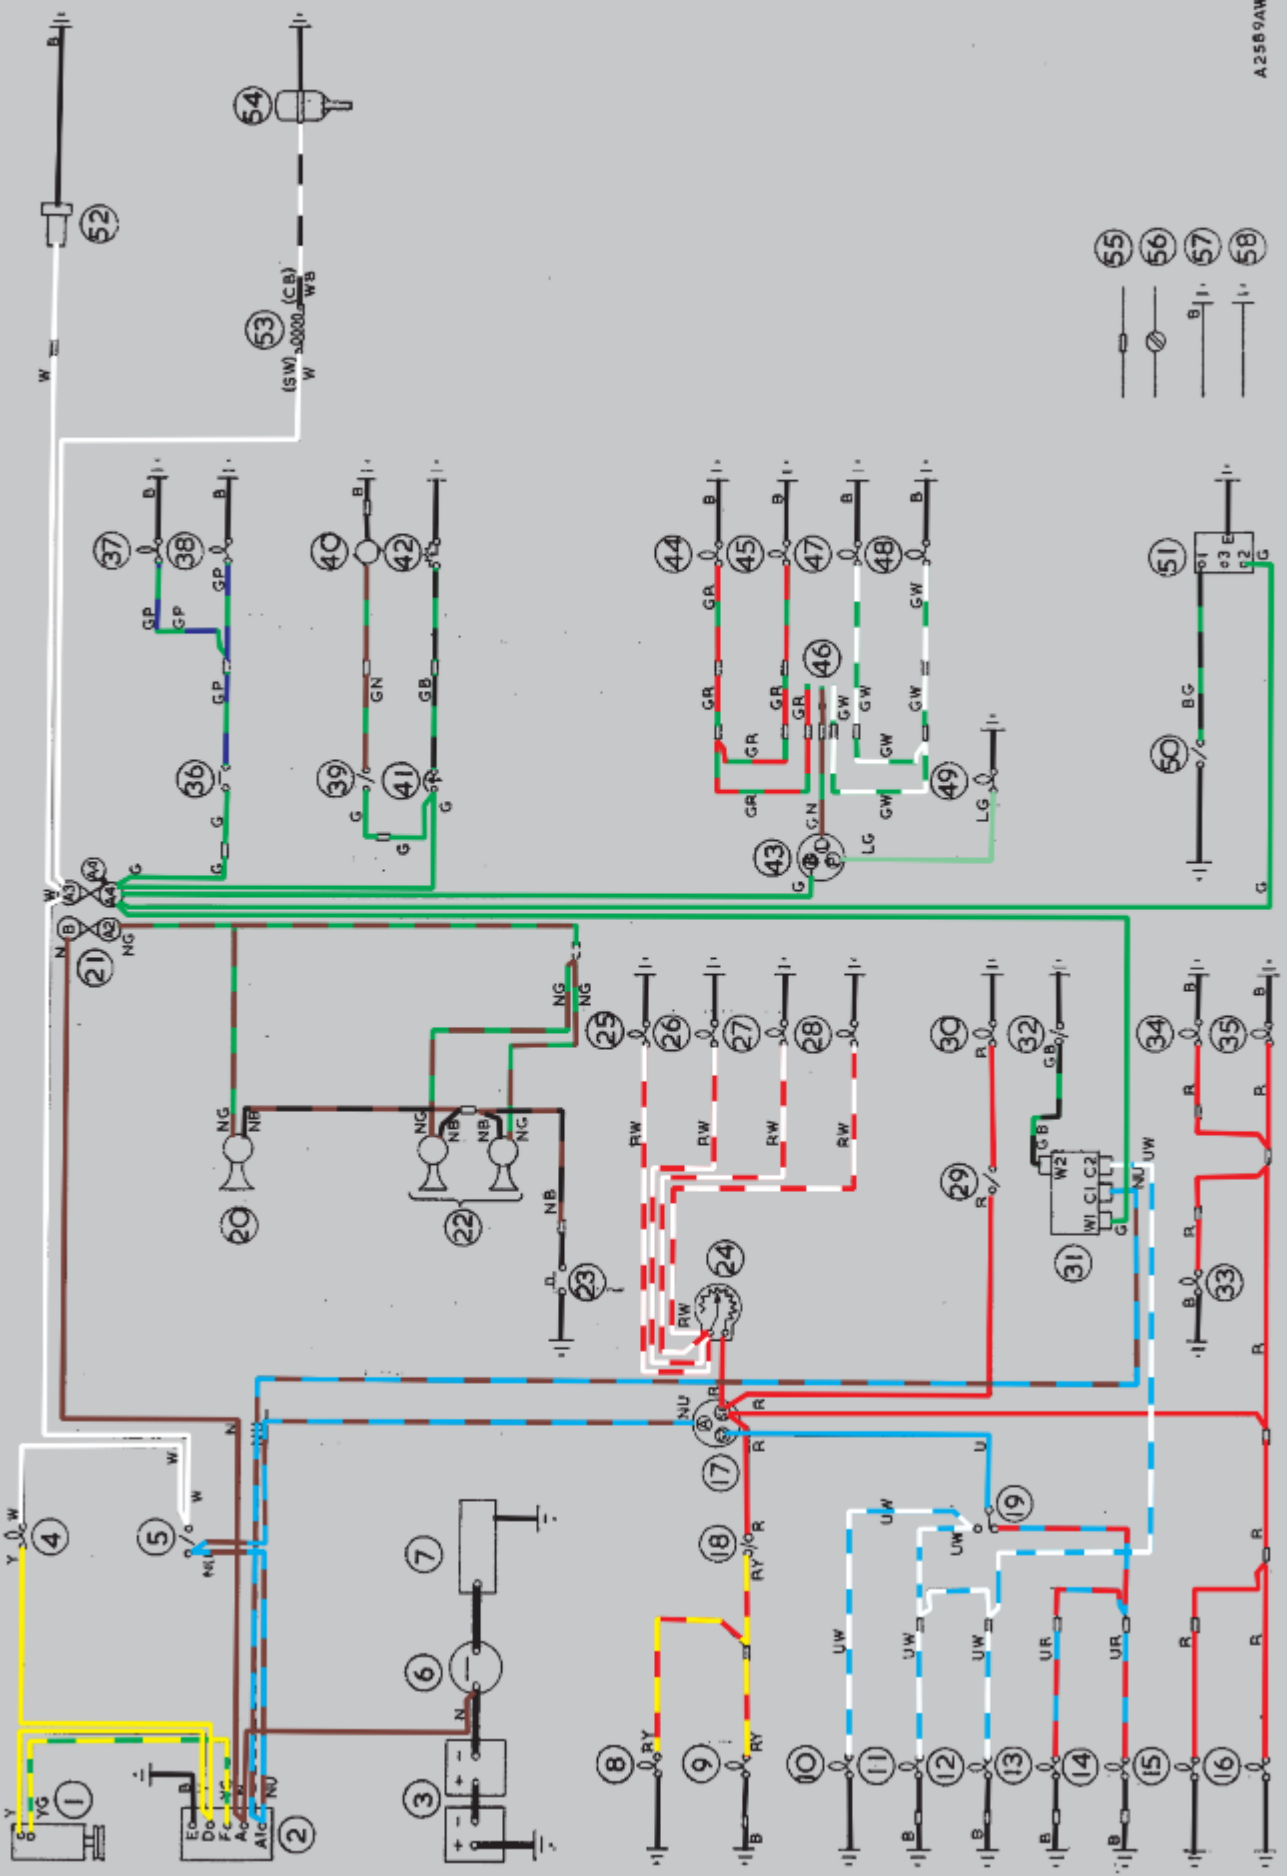 A2589AW
B
52
54
(CB)
WB
53
(SW)
W
W
55
56
57
B
58
37
B
38
B
GP
GP
GP
GP
40
B
42
GN
GB
36
39
41
G
G
G
G
G
44
B
45
B
47
B
48
B
GR
GW
46
GR
GR
GR
GW
GW
GW
GR
GR
GW
GW
49
GN
LG
LG
43
G
51
1
3
E
2
G
BG
50
G
W
A3
A4
A4
B
A2
N
21
NG
NG
NG
25
26
27
28
30
32
34
B
35
B
NG
NB
20
NG
NB
NB
NG
22
NB
23
RW
RW
RW
RW
24
RW
R
29
R
GB
GB
W2
W1
C1
C2
G
NU
UW
31
R
R
R
33
B
R
N
W
W
NU
A
17
R
R
R
U
W
4
Y
5
NU
7
6
N
18
R
RY
UW
UW
19
UW
UW
UW
UR
UR
R
R
R
Y
YG
1
B
E
D
F
A
A1
NU
2
3
8
RY
9
RY
B
10
11
12
B
13
B
14
B
15
B
16